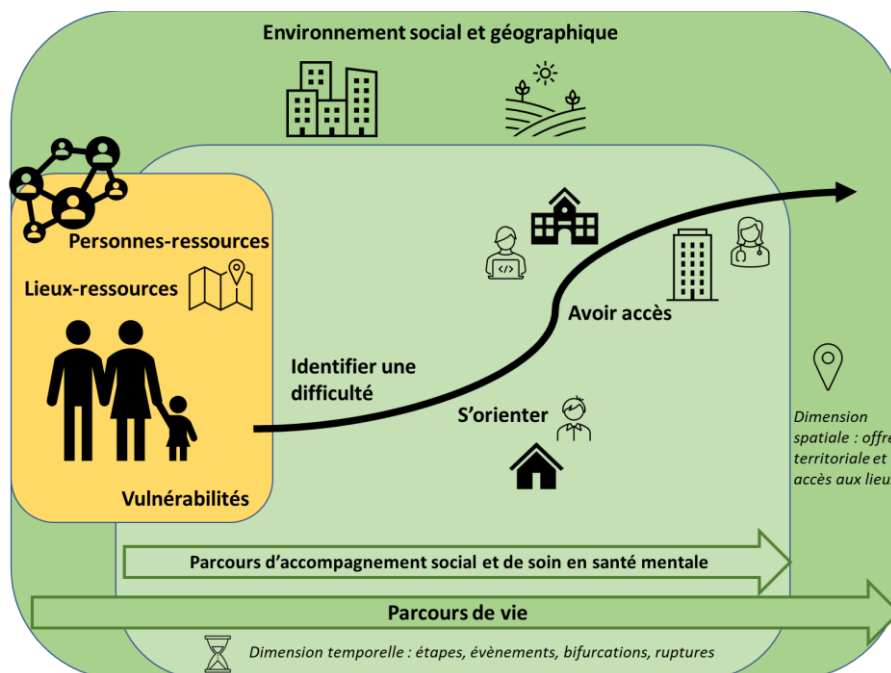 Environnement social et géographique
Personnes-ressources
Lieux-ressources
Vulnérabilités
Identifier une
difficulté
S'orienter
Avoir accès
</>
Dimension
spatiale : offre
territoriale et
accès aux lieux
Parcours d'accompagnement social et de soin en santé mentale
Parcours de vie
Dimension temporelle : étapes, évènements, bifurcations, ruptures